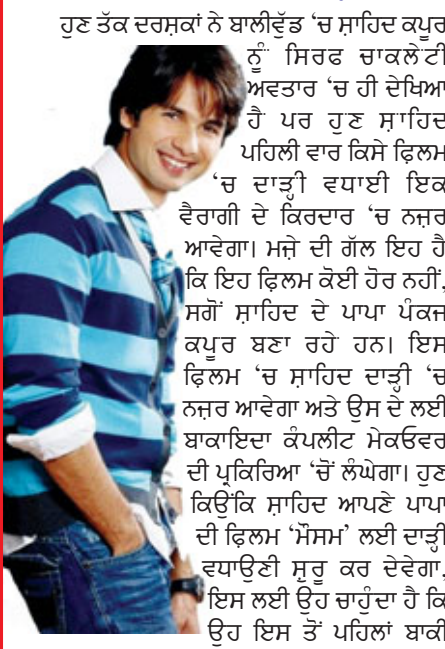 ਹੁਣ ਤੱਕ ਦਰਸ਼ਕਾਂ ਨੇ ਬਾਲੀਵੁੱਡ ‘ਚ ਸ਼ਾਹਿਦ ਕਪੂਰ
ਨੂੰ ਸਿਰਫ ਚਾਕਲੇਟੀ
ਅਵਤਾਰ ‘ਚ ਹੀ ਦੇਖਿਆ
ਹੈ ਪਰ ਹੁਣ ਸ਼ਾਹਿਦ
ਪਹਿਲੀ ਵਾਰ ਕਿਸੇ ਫ਼ਿਲਮ
‘ਚ ਦਾੜ੍ਹੀ ਵਧਾਈ ਇਕ
ਵੈਰਾਗੀ ਦੇ ਕਿਰਦਾਰ ‘ਚ ਨਜ਼ਰ
ਆਵੇਗਾ। ਮਜ਼ੇ ਦੀ ਗੱਲ ਇਹ ਹੈ
ਕਿ ਇਹ ਫ਼ਿਲਮ ਕੋਈ ਹੋਰ ਨਹੀਂ,
ਸਗੋਂ ਸ਼ਾਹਿਦ ਦੇ ਪਾਪਾ ਪੰਕਜ
ਕਪੂਰ ਬਣਾ ਰਹੇ ਹਨ। ਇਸ
ਫ਼ਿਲਮ ‘ਚ ਸ਼ਾਹਿਦ ਦਾੜ੍ਹੀ ‘ਚ
ਨਜ਼ਰ ਆਵੇਗਾ ਅਤੇ ਉਸ ਦੇ ਲਈ
ਬਾਕਾਇਦਾ ਕੰਪਲੀਟ ਮੇਕਓਵਰ
ਦੀ ਪ੍ਰਕਿਰਿਆ ‘ਚੋਂ ਲੰਘੇਗਾ। ਹੁਣ
ਕਿਉਂਕਿ ਸ਼ਾਹਿਦ ਆਪਣੇ ਪਾਪਾ
ਦੀ ਫ਼ਿਲਮ ‘ਮੌਸਮ’ ਲਈ ਦਾੜ੍ਹੀ
ਵਧਾਉਣੀ ਸ਼ੁਰੂ ਕਰ ਦੇਵੇਗਾ,
ਇਸ ਲਈ ਉਹ ਚਾਹੁੰਦਾ ਹੈ ਕਿ
ਉਹ ਇਸ ਤੋਂ ਪਹਿਲਾਂ ਬਾਕੀ